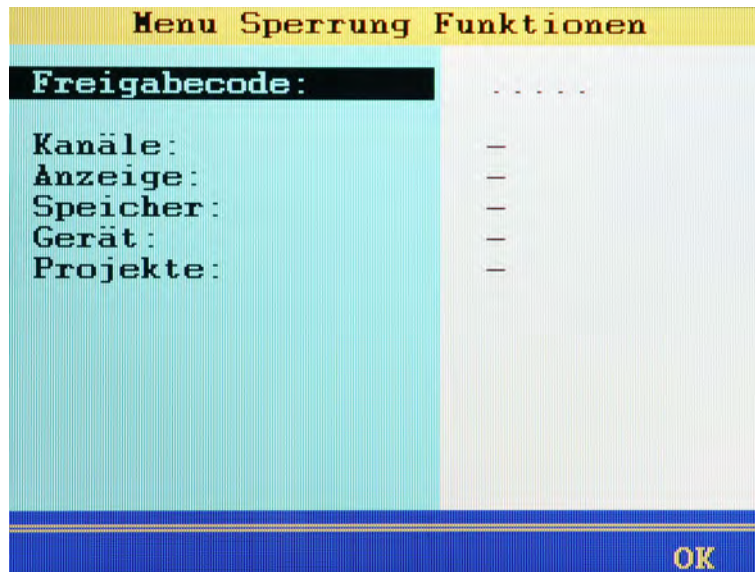 Menu Sperrung Funktionen
Freigabecode: .....
Kanäle: –
Anzeige: –
Speicher: –
Gerät: –
Projekte: –
OK